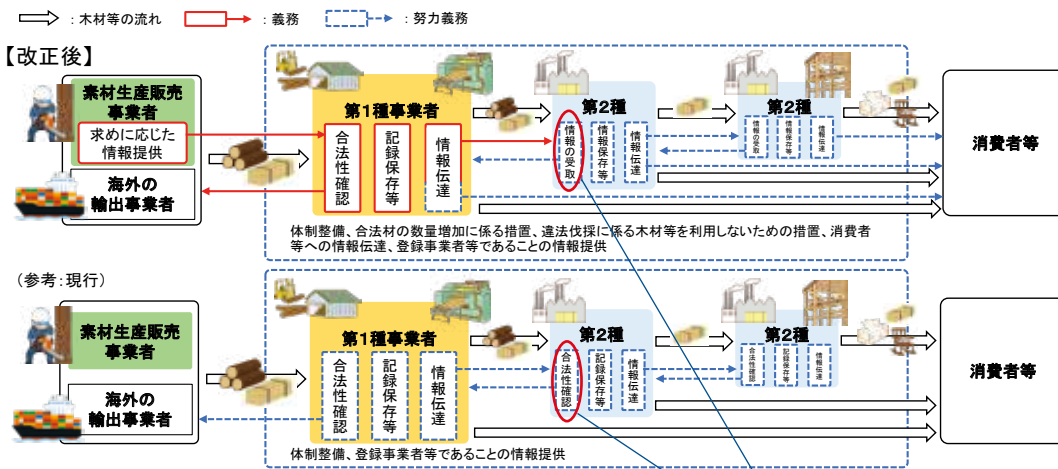 ：木材等の流れ
：義務
：努力義務
【改正後】
素材生産販売
事業者
求めに応じた
情報提供
海外の
輸出事業者
第1種事業者
合法性確認
記録保存等
情報伝達
第2種
情報の受取
情報保存等
情報伝達
第2種
情報の受取
情報保存等
情報伝達
消費者等
体制整備、合法材の数量増加に係る措置、違法伐採に係る木材等を利用しないための措置、消費者
等への情報伝達、登録事業者等であることの情報提供
(参考：現行)
素材生産販売
事業者
海外の
輸出事業者
第1種事業者
合法性確認
記録保存等
情報伝達
第2種
合法性確認
記録保存等
情報伝達
第2種
合法性確認
記録保存等
情報伝達
消費者等
体制整備、登録事業者等であることの情報提供